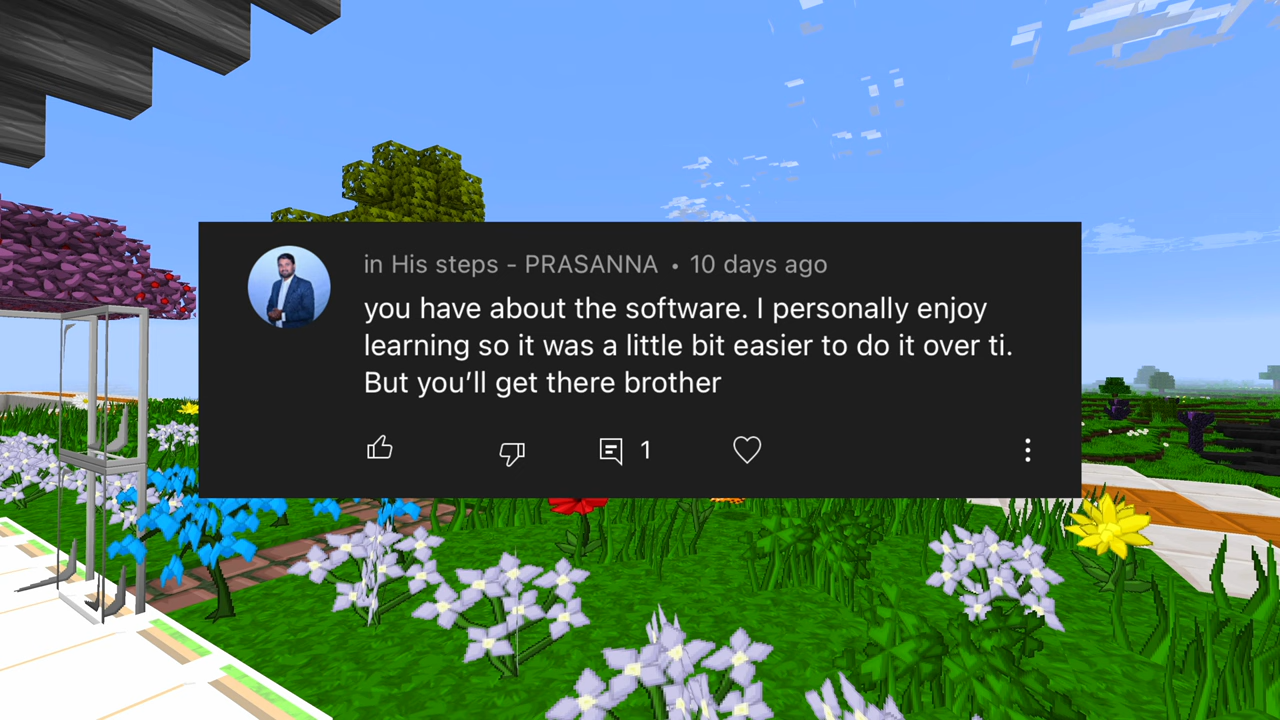 in His steps - PRASANNA • 10 days ago
you have about the software. I personally enjoy
learning so it was a little bit easier to do it over ti.
But you’ll get there brother
1